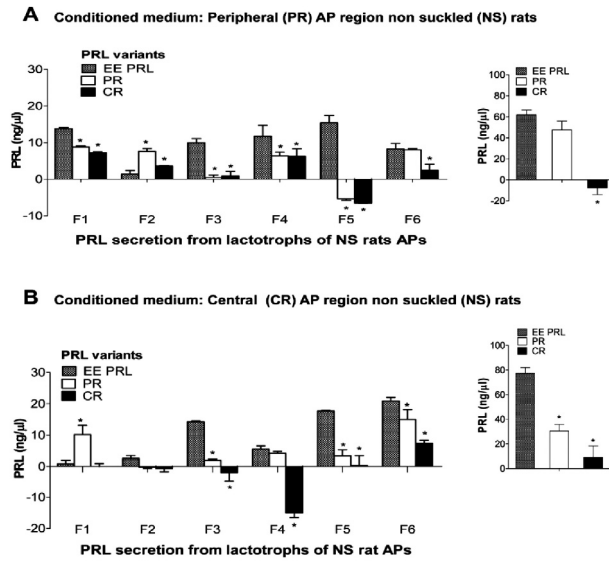 A Conditioned medium: Peripheral (PR) AP region non suckled (NS) rats
PRL variants
EE PRL
PR
CR
PRL (ng/µl)
30
20
10
0
-10
* * * * * * * * * * *
F1 F2 F3 F4 F5 F6
PRL secretion from lactotrophs of NS rats APs
EE PRL
PR
CR
PRL (ng/µl)
100
80
60
40
20
0
-20
*
B Conditioned medium: Central (CR) AP region non suckled (NS) rats
PRL variants
EE PRL
PR
CR
PRL (ng/µl)
30
20
10
0
-10
-20
* * * * * * * *
F1 F2 F3 F4 F5 F6
PRL secretion from lactotrophs of NS rat APs
EE PRL
PR
CR
PRL (ng/µl)
100
80
60
40
20
0
* *